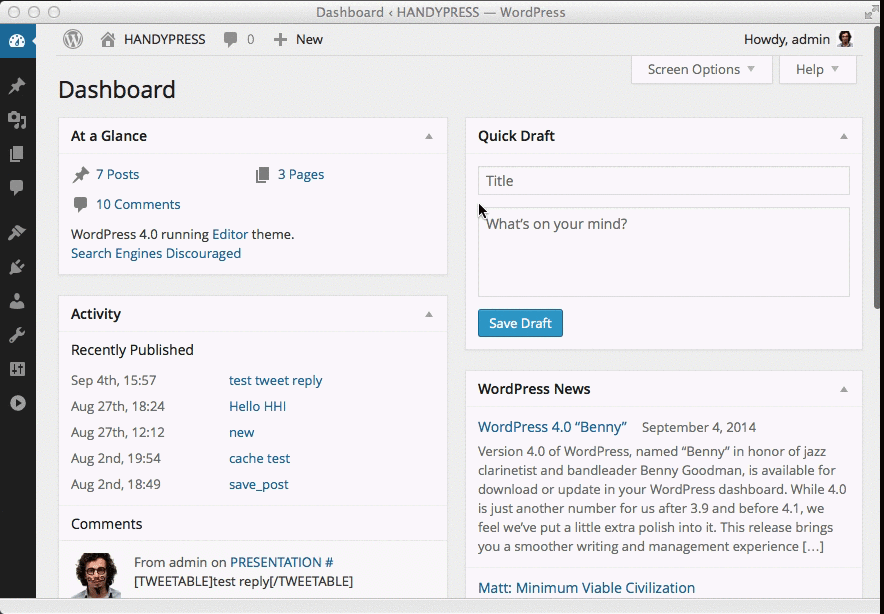 Dashboard ‹ HANDYPRESS — WordPress
HANDYPRESS 0 New Howdy, admin
Screen Options Help
Dashboard
At a Glance
7 Posts 3 Pages
10 Comments
WordPress 4.0 running Editor theme.
Search Engines Discouraged
Activity
Recently Published
Sep 4th, 15:57 test tweet reply
Aug 27th, 18:24 Hello HHI
Aug 27th, 12:12 new
Aug 2nd, 19:54 cache test
Aug 2nd, 18:49 save_post
Comments
From admin on PRESENTATION #
[TWEETABLE]test reply[/TWEETABLE]
Quick Draft
Title
What's on your mind?
Save Draft
WordPress News
WordPress 4.0 “Benny” September 4, 2014
Version 4.0 of WordPress, named “Benny” in honor of jazz
clarinetist and bandleader Benny Goodman, is available for
download or update in your WordPress dashboard. While 4.0
is just another number for us after 3.9 and before 4.1, we
feel we’ve put a little extra polish into it. This release brings
you a smoother writing and management experience […]
Matt: Minimum Viable Civilization